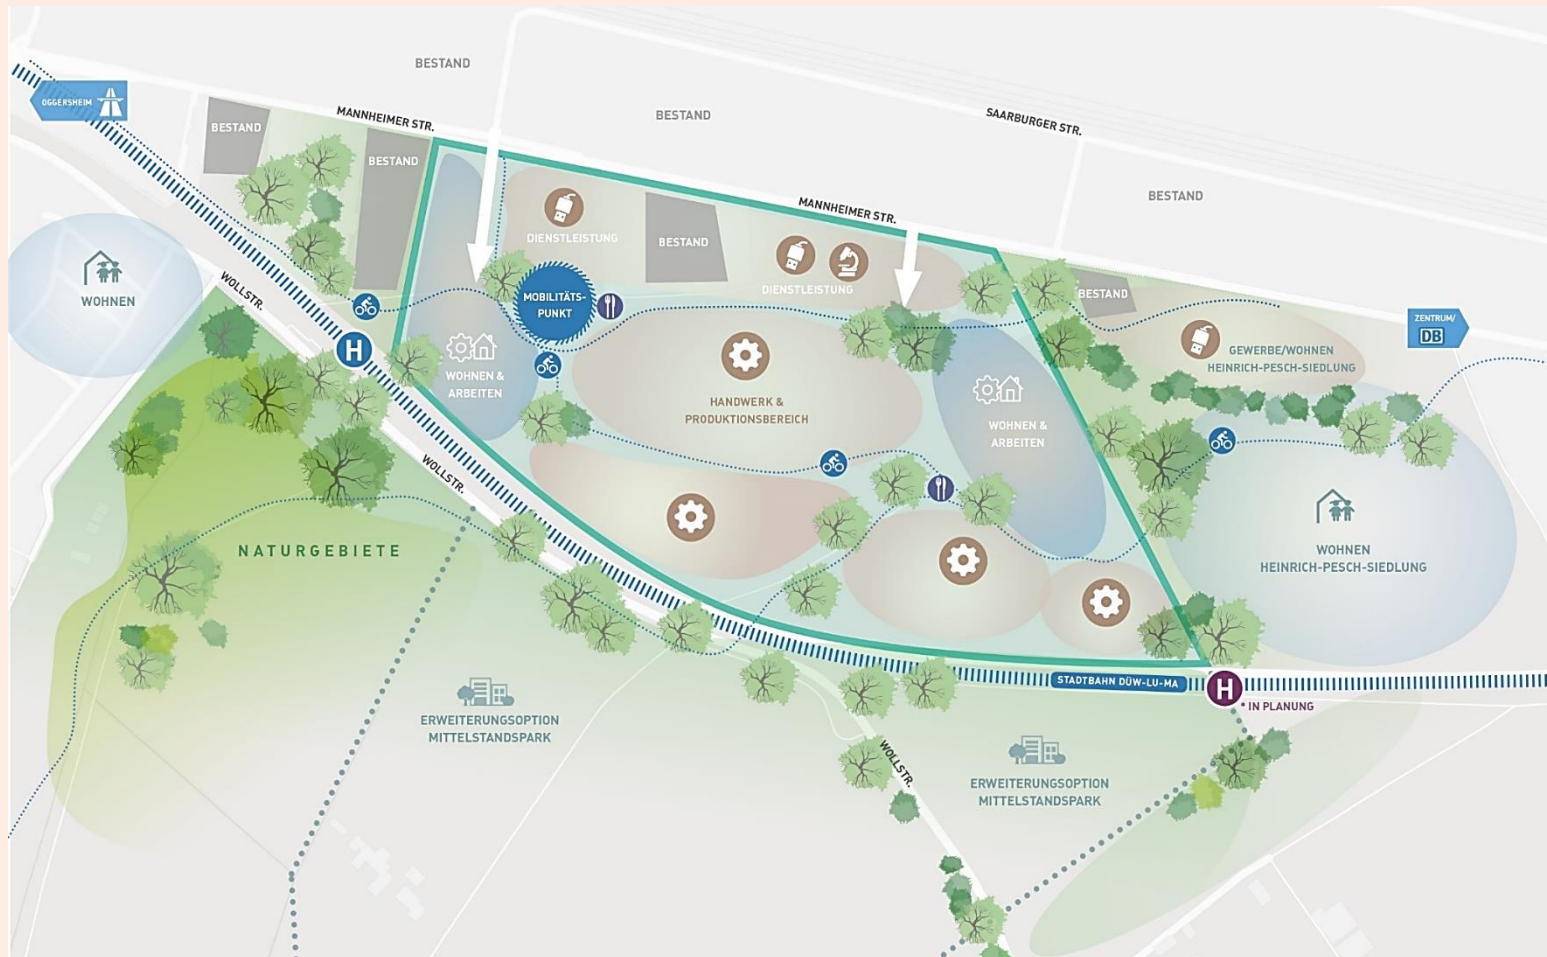 BESTAND
OGGERSHEIM
MANNHEIMER STR.
BESTAND
SAARBURGER STR.
BESTAND
BESTAND
BESTAND
MANNHEIMER STR.
DIENSTLEISTUNG
BESTAND
WOHNEN
WOLLSTR.
MOBILITÄTS-
PUNKT
DIENSTLEISTUNG
BESTAND
ZENTRUM/
DB
H
GEWERBE/WOHNEN
HEINRICH-PESCH-SIEDLUNG
WOHNEN &
ARBEITEN
HANDWERK &
PRODUKTIONSBEREICH
WOHNEN &
ARBEITEN
WOLLSTR.
NATURGEBIETE
WOHNEN
HEINRICH-PESCH-SIEDLUNG
STADTBAHN DÜW-LU-MA
H
* IN PLANUNG
ERWEITERUNGSOPTION
MITTELSTANDSPARK
WOLLSTR.
ERWEITERUNGSOPTION
MITTELSTANDSPARK